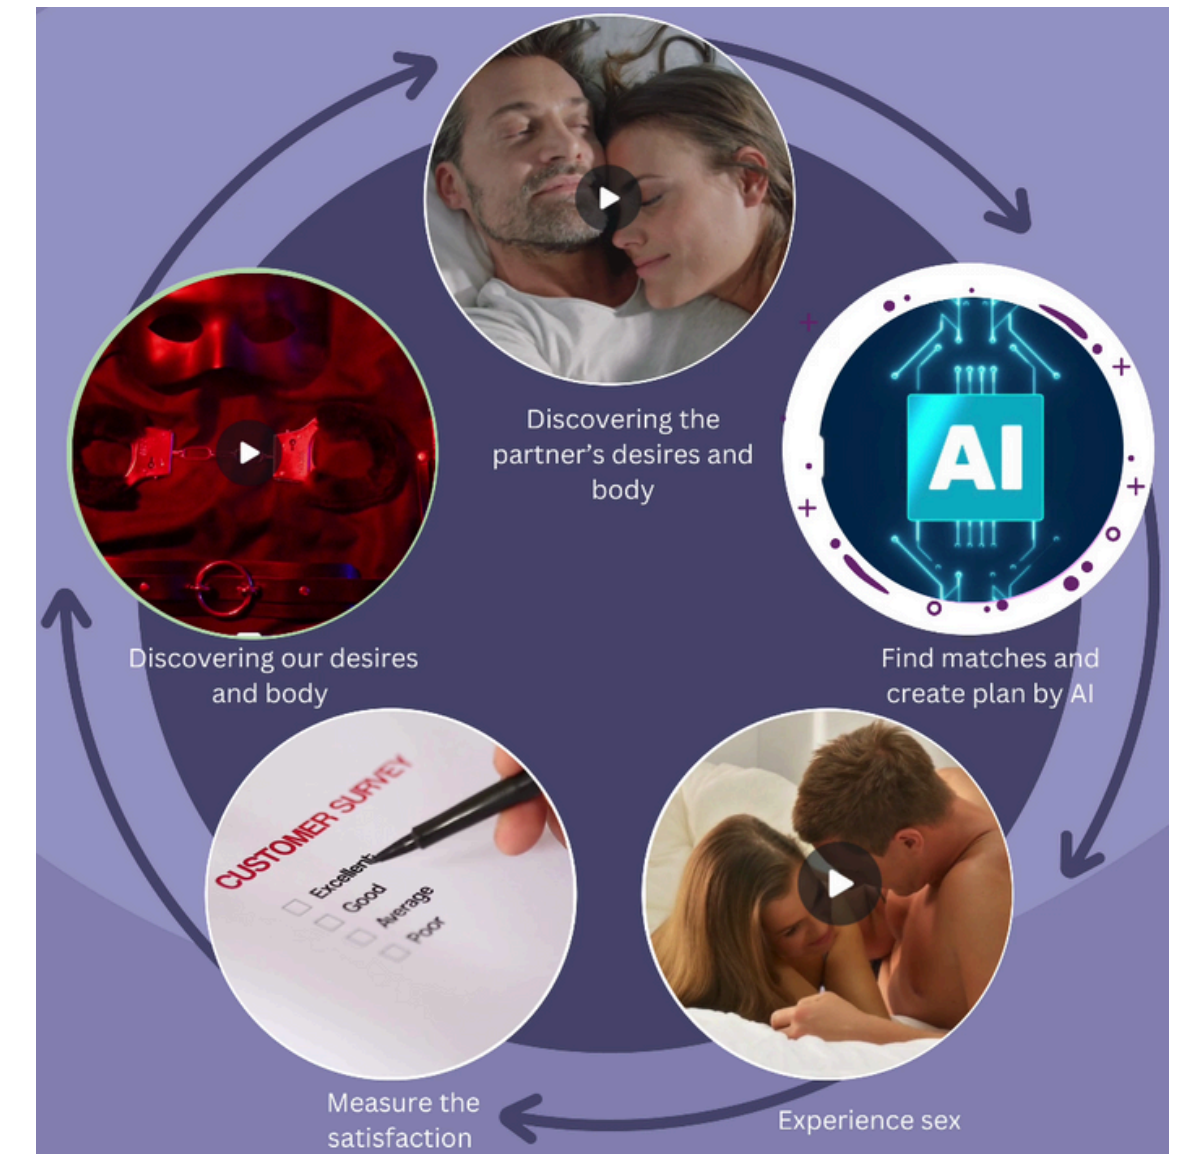 Discovering the
partner’s desires and
body
AI
Discovering our desires
and body
Find matches and
create plan by AI
CUSTOMER SURVEY
Excellent
Good
Average
Poor
Measure the
satisfaction
Experience sex